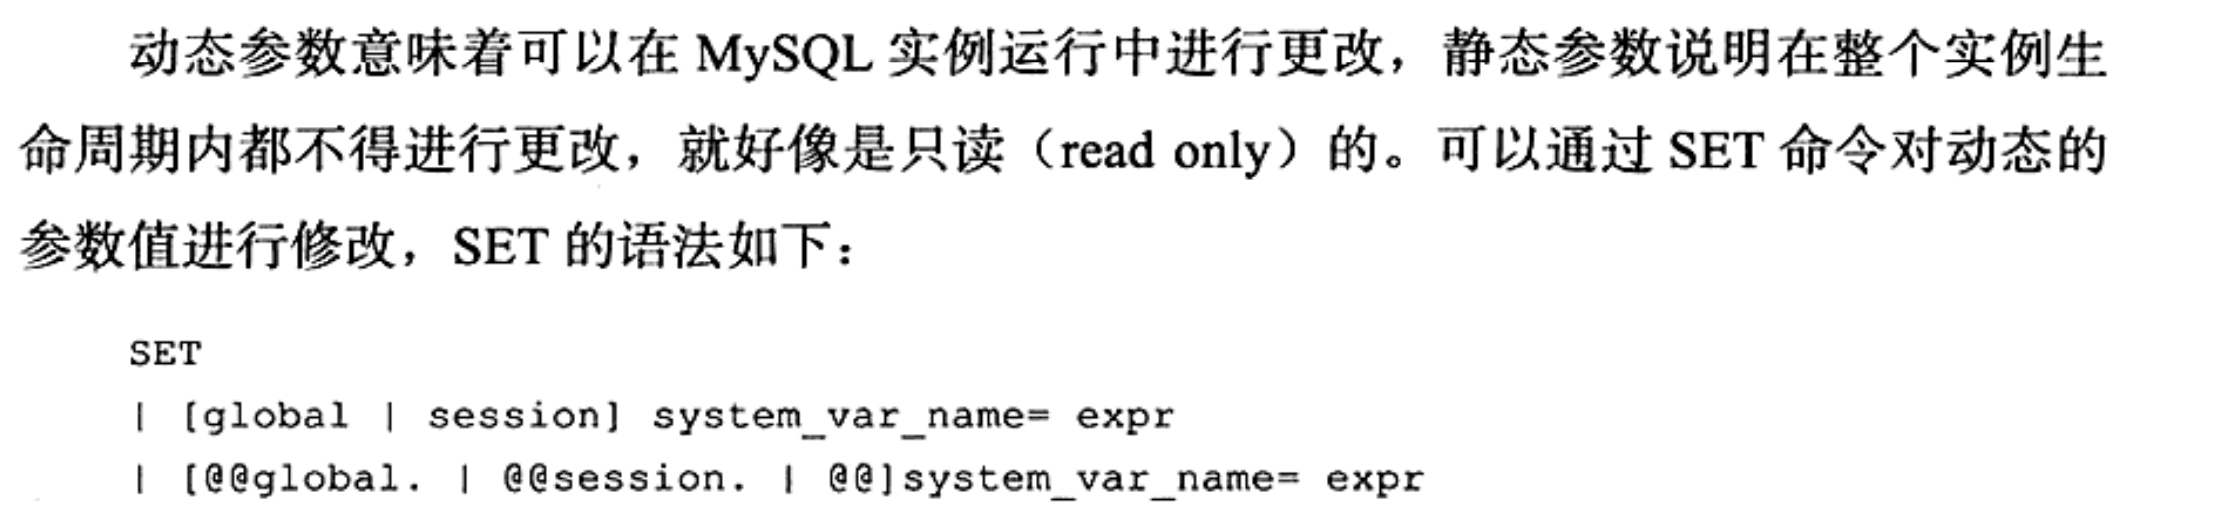 动态参数意味着可以在 MySQL 实例运行中进行更改，静态参数说明在整个实例生
命周期内都不得进行更改，就好像是只读（read only）的。可以通过 SET 命令对动态的
参数值进行修改，SET 的语法如下：
SET
| [global | session] system_var_name= expr
| [@@global. | @@session. | @@]system_var_name= expr